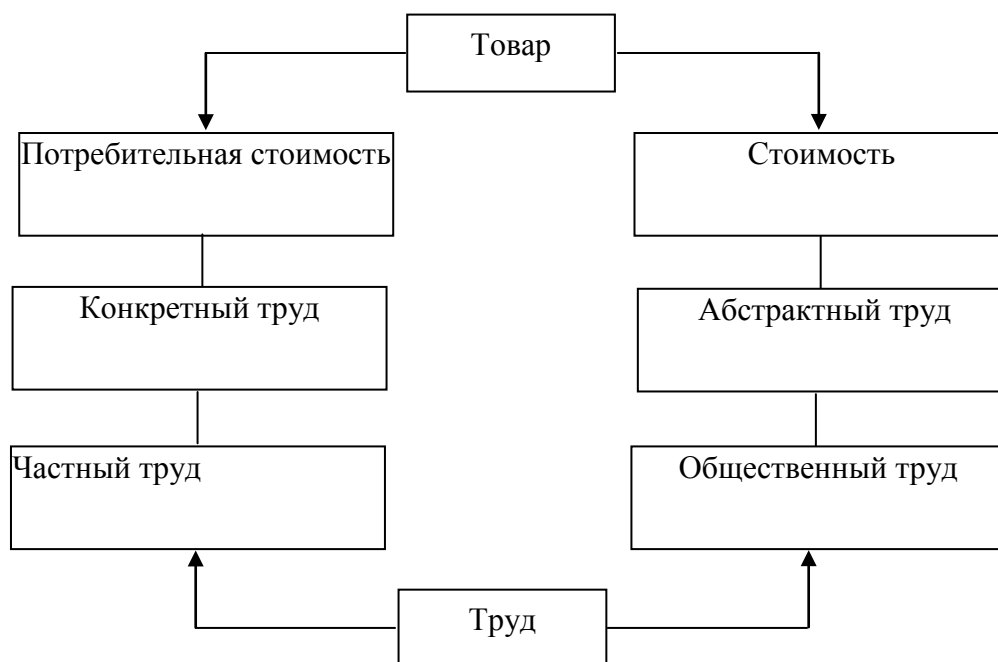 Товар
Потребительная стоимость
Стоимость
Конкретный труд
Абстрактный труд
Частный труд
Общественный труд
Труд